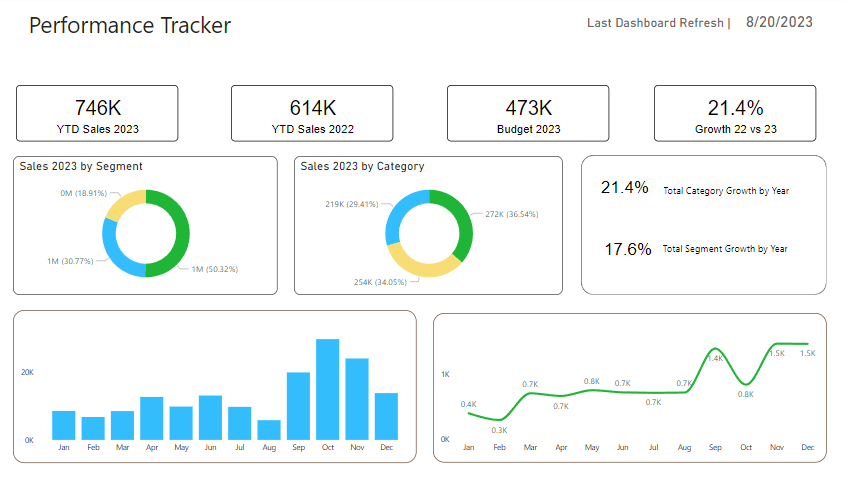 Performance Tracker
Last Dashboard Refresh | 8/20/2023
746K
YTD Sales 2023
614K
YTD Sales 2022
473K
Budget 2023
21.4%
Growth 22 vs 23
Sales 2023 by Segment
0M (18.91%)
1M (30.77%)
1M (50.32%)
Sales 2023 by Category
219K (29.41%)
272K (36.54%)
254K (34.05%)
21.4% Total Category Growth by Year
17.6% Total Segment Growth by Year
20K
0K
Jan Feb Mar Apr May Jun Jul Aug Sep Oct Nov Dec
1K
0K
0.4K 0.3K 0.7K 0.7K 0.8K 0.7K 0.7K 0.7K 1.4K 0.8K 1.5K 1.5K
Jan Feb Mar Apr May Jun Jul Aug Sep Oct Nov Dec